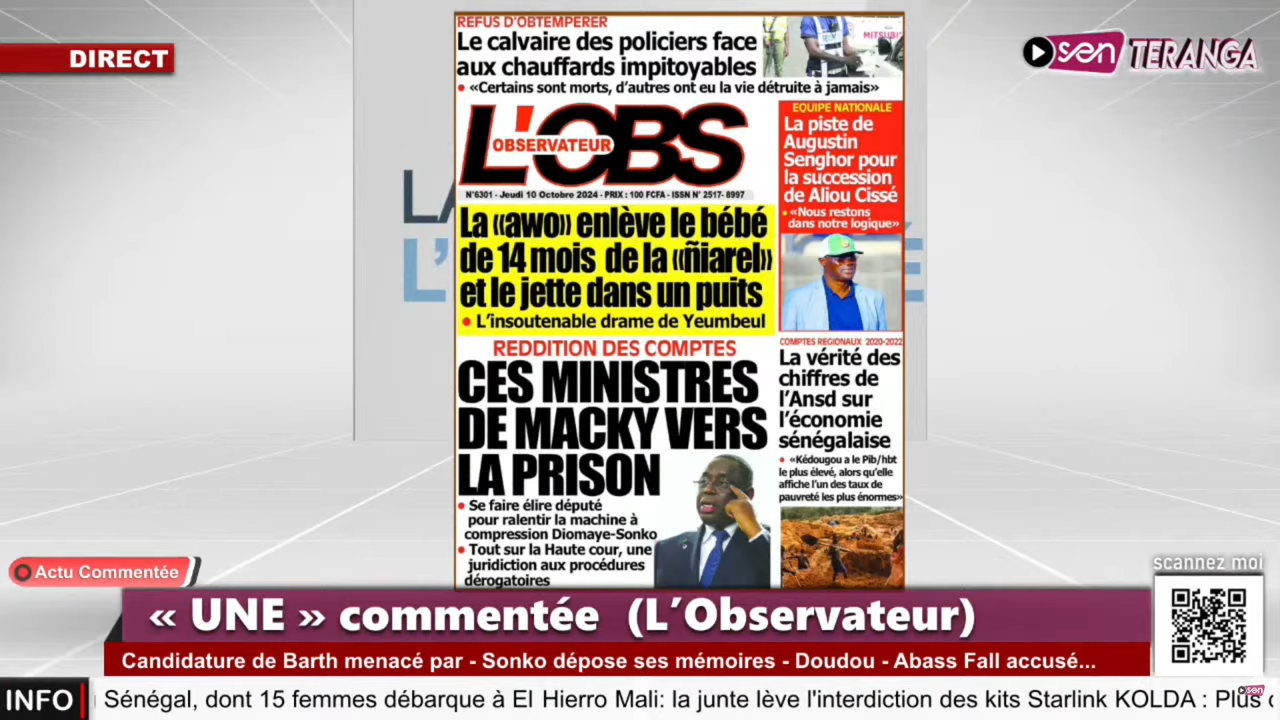 DIRECT
sen TERANGA
REFUS D'OBTEMPERER
Le calvaire des policiers face
aux chauffards impitoyables
• «Certains sont morts, d'autres ont eu la vie détruite à jamais»
L'OBS
OBSERVATEUR
N°6301 - Jeudi 10 Octobre 2024 - PRIX : 100 FCFA - ISSN N° 2517- 8997
EQUIPE NATIONALE
La piste de
Augustin
Senghor pour
la succession
de Aliou Cissé
• «Nous restons
dans notre logique»
La «awo» enlève le bébé
de 14 mois de la «ñiarel»
et le jette dans un puits
• L'insoutenable drame de Yeumbeul
REDDITION DES COMPTES
CES MINISTRES
DE MACKY VERS
LA PRISON
• Se faire élire député
pour ralentir la machine à
compression Diomaye-Sonko
• Tout sur la Haute cour, une
juridiction aux procédures
dérogatoires
COMPTES REGIONAUX 2020-2022
La vérité des
chiffres de
l'Ansd sur
l'économie
sénégalaise
• «Kédougou a le Pib/hbt
le plus élevé, alors qu'elle
affiche l'un des taux de
pauvreté les plus énormes»
Actu Commentée
scannez moi
« UNE » commentée (L'Observateur)
Candidature de Barth menacé par - Sonko dépose ses mémoires - Doudou - Abass Fall accusé...
INFO
Sénégal, dont 15 femmes débarque à El Hierro Mali: la junte lève l'interdiction des kits Starlink KOLDA : Plus